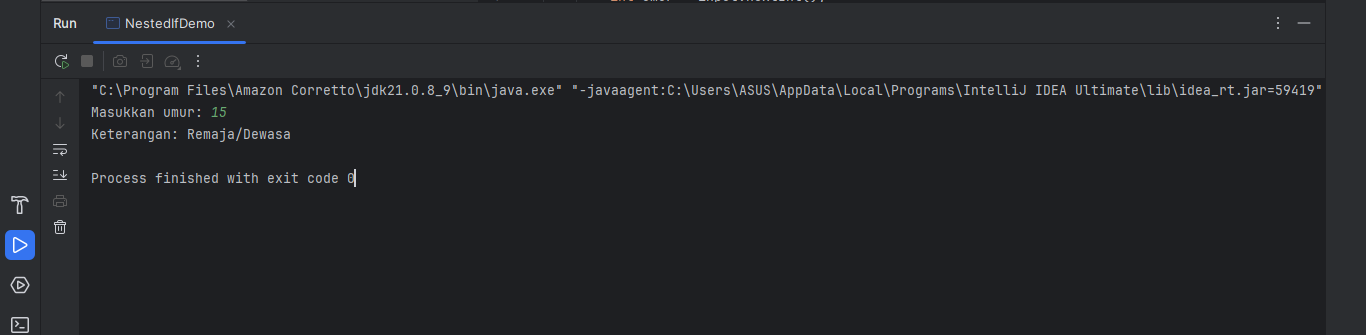 Run NestedIfDemo
"C:\Program Files\Amazon Corretto\jdk21.0.8_9\bin\java.exe" "-javaagent:C:\Users\ASUS\AppData\Local\Programs\IntelliJ IDEA Ultimate\lib\idea_rt.jar=59419"
Masukkan umur: 15
Keterangan: Remaja/Dewasa
Process finished with exit code 0